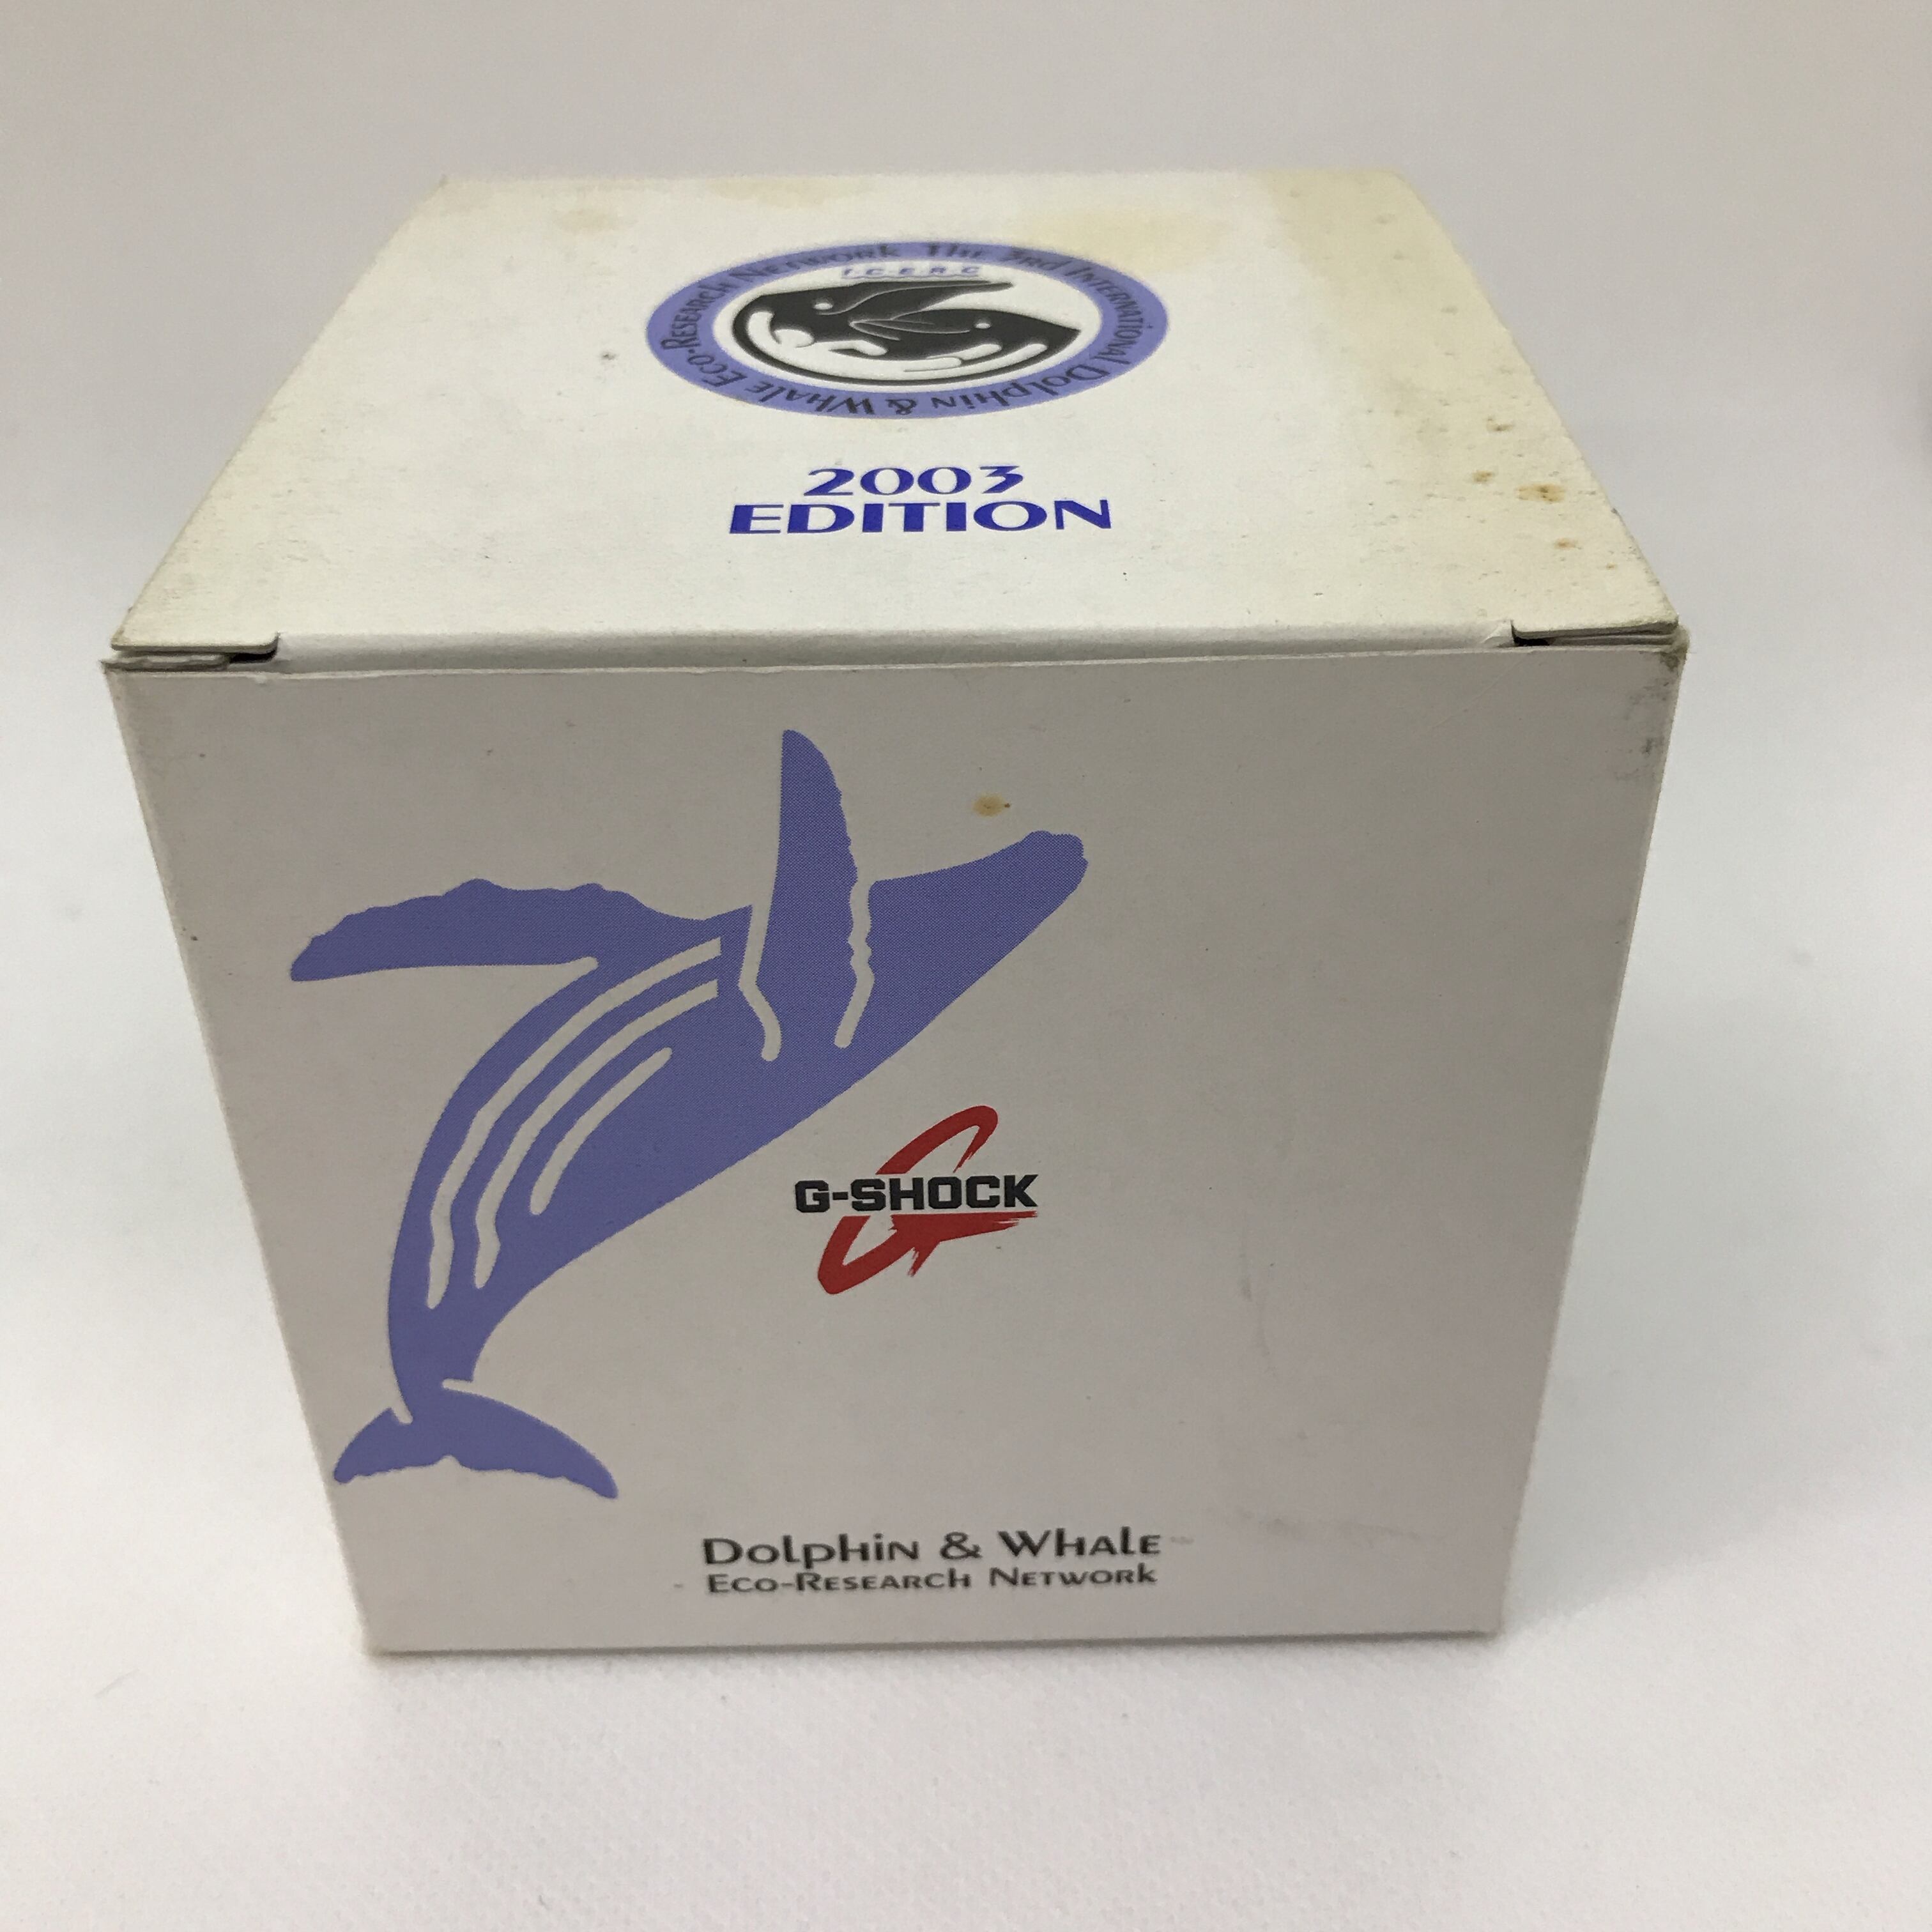 The 3rd International Dolphin & Whale Eco-Research Network
I.C.E.R.C
2003
EDITION
G-SHOCK
Dolphin & Whale
Eco-Research Network